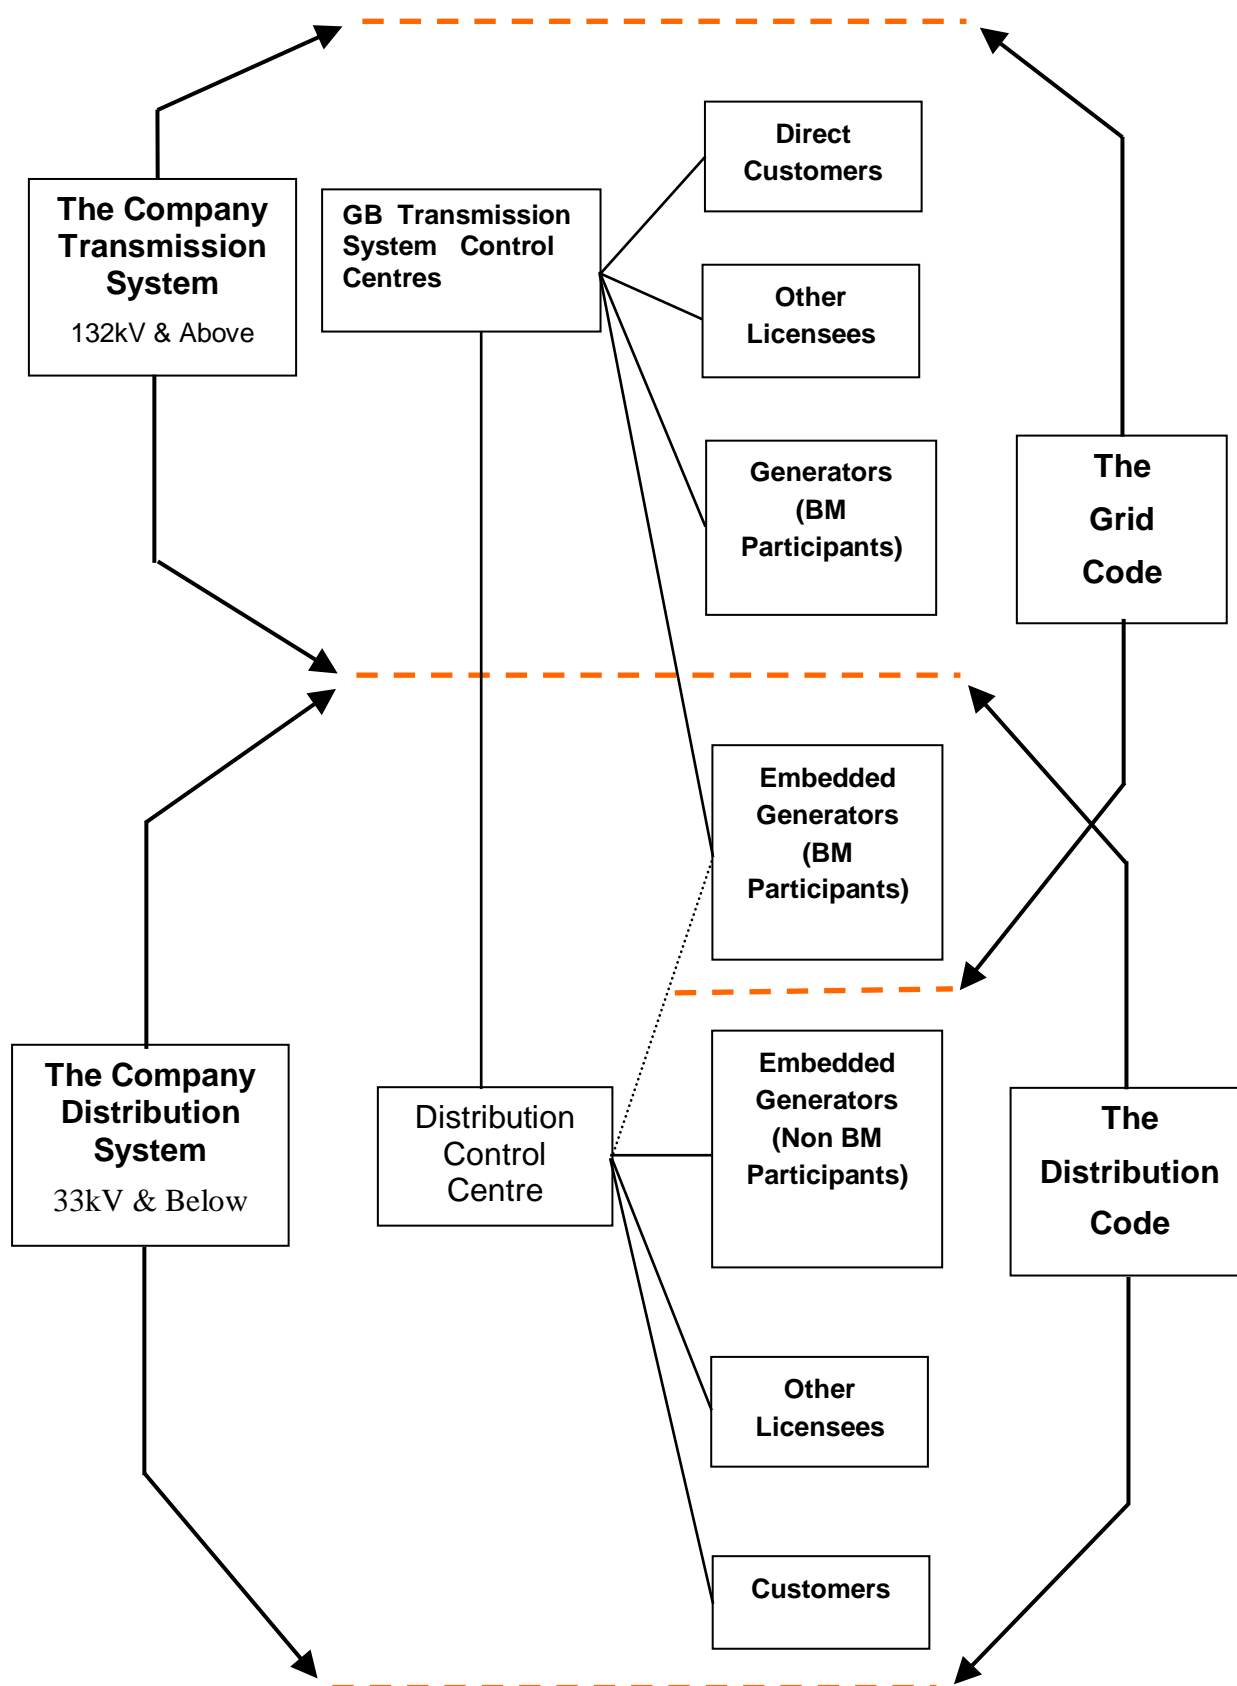 Direct
Customers
The Company
Transmission
System
132kV & Above
GB Transmission
System Control
Centres
Other
Licensees
Generators
(BM
Participants)
The
Grid
Code
Embedded
Generators
(BM
Participants)
The Company
Distribution
System
33kV & Below
Distribution
Control
Centre
Embedded
Generators
(Non BM
Participants)
The
Distribution
Code
Other
Licensees
Customers